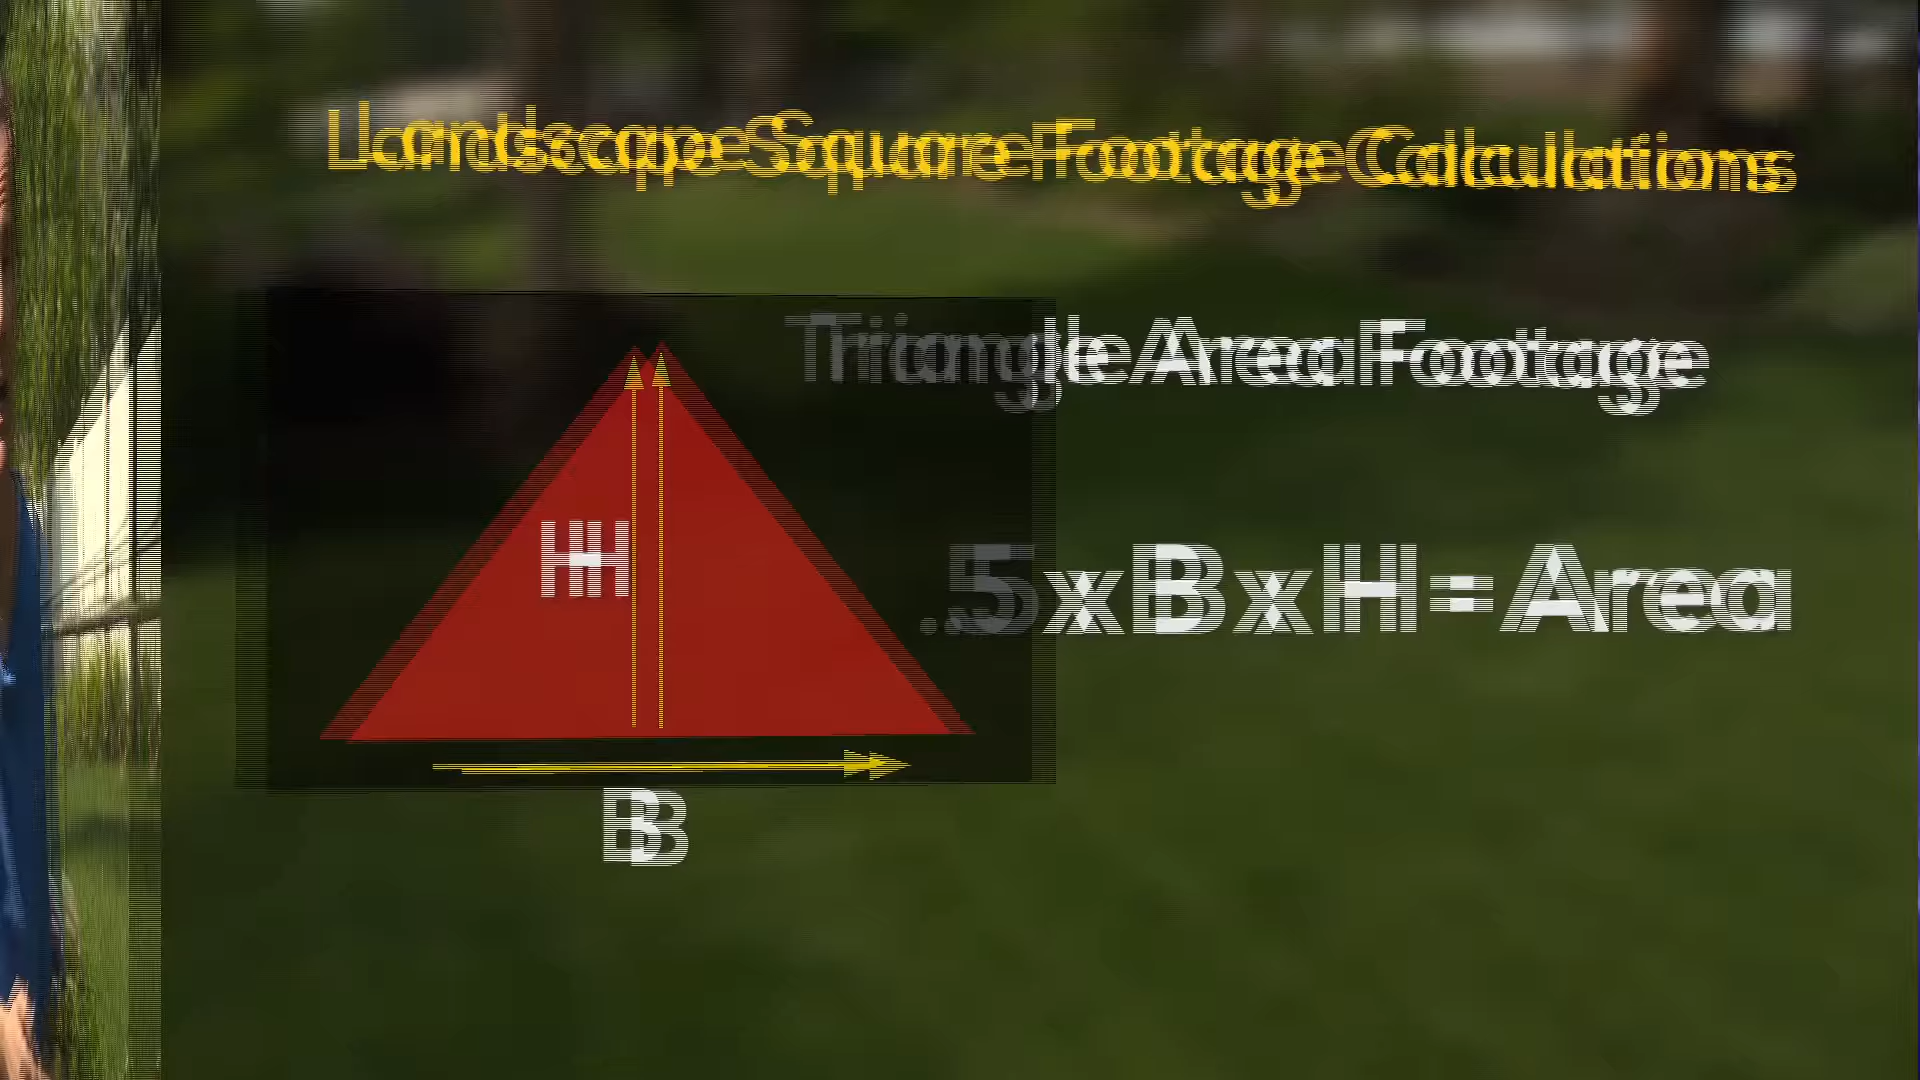 Landscape Square Footage Calculations
Triangle Area Footage
H
.5 x B x H = Area
B